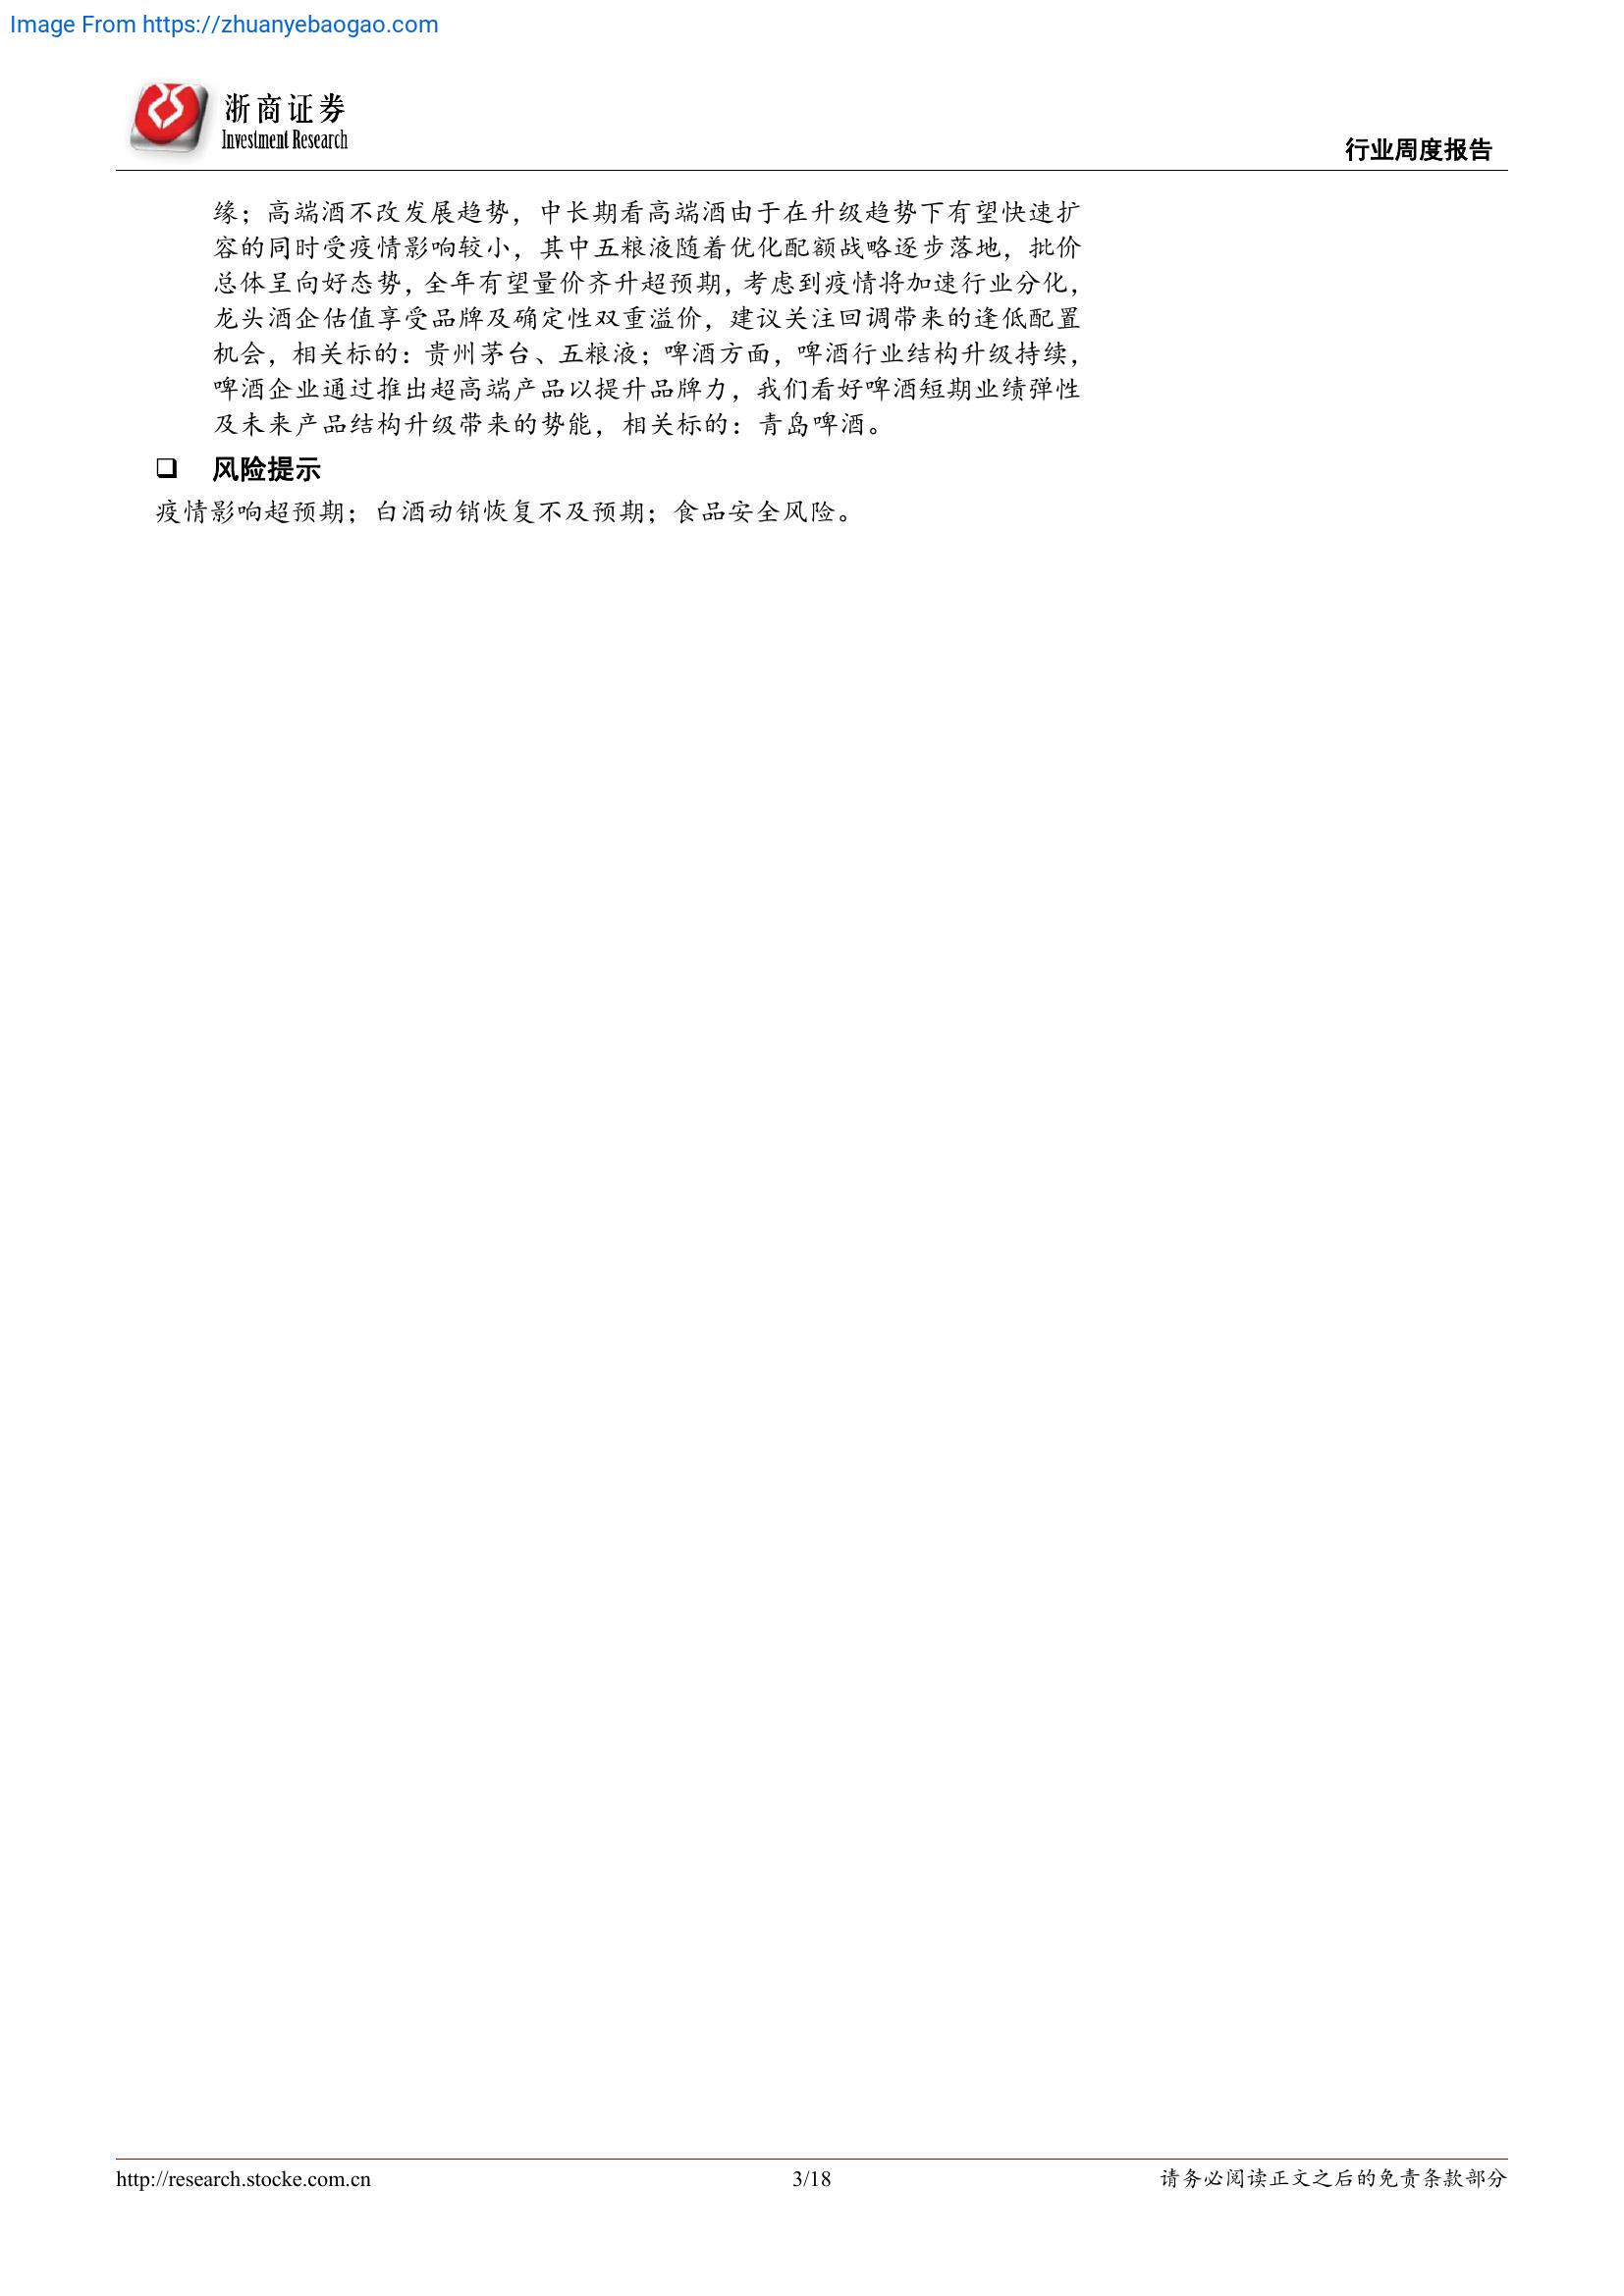 Image From https://zhuanyebaogao.com
浙商证券
Investment Research
行业周度报告
缘；高端酒不改发展趋势，中长期看高端酒由于在升级趋势下有望快速扩
容的同时受疫情影响较小，其中五粮液随着优化配额战略逐步落地，批价
总体呈向好态势，全年有望量价齐升超预期，考虑到疫情将加速行业分化，
龙头酒企估值享受品牌及确定性双重溢价，建议关注回调带来的逢低配置
机会，相关标的：贵州茅台、五粮液；啤酒方面，啤酒行业结构升级持续，
啤酒企业通过推出超高端产品以提升品牌力，我们看好啤酒短期业绩弹性
及未来产品结构升级带来的势能，相关标的：青岛啤酒。
❑ 风险提示
疫情影响超预期；白酒动销恢复不及预期；食品安全风险。
http://research.stocke.com.cn
3/18
请务必阅读正文之后的免责条款部分